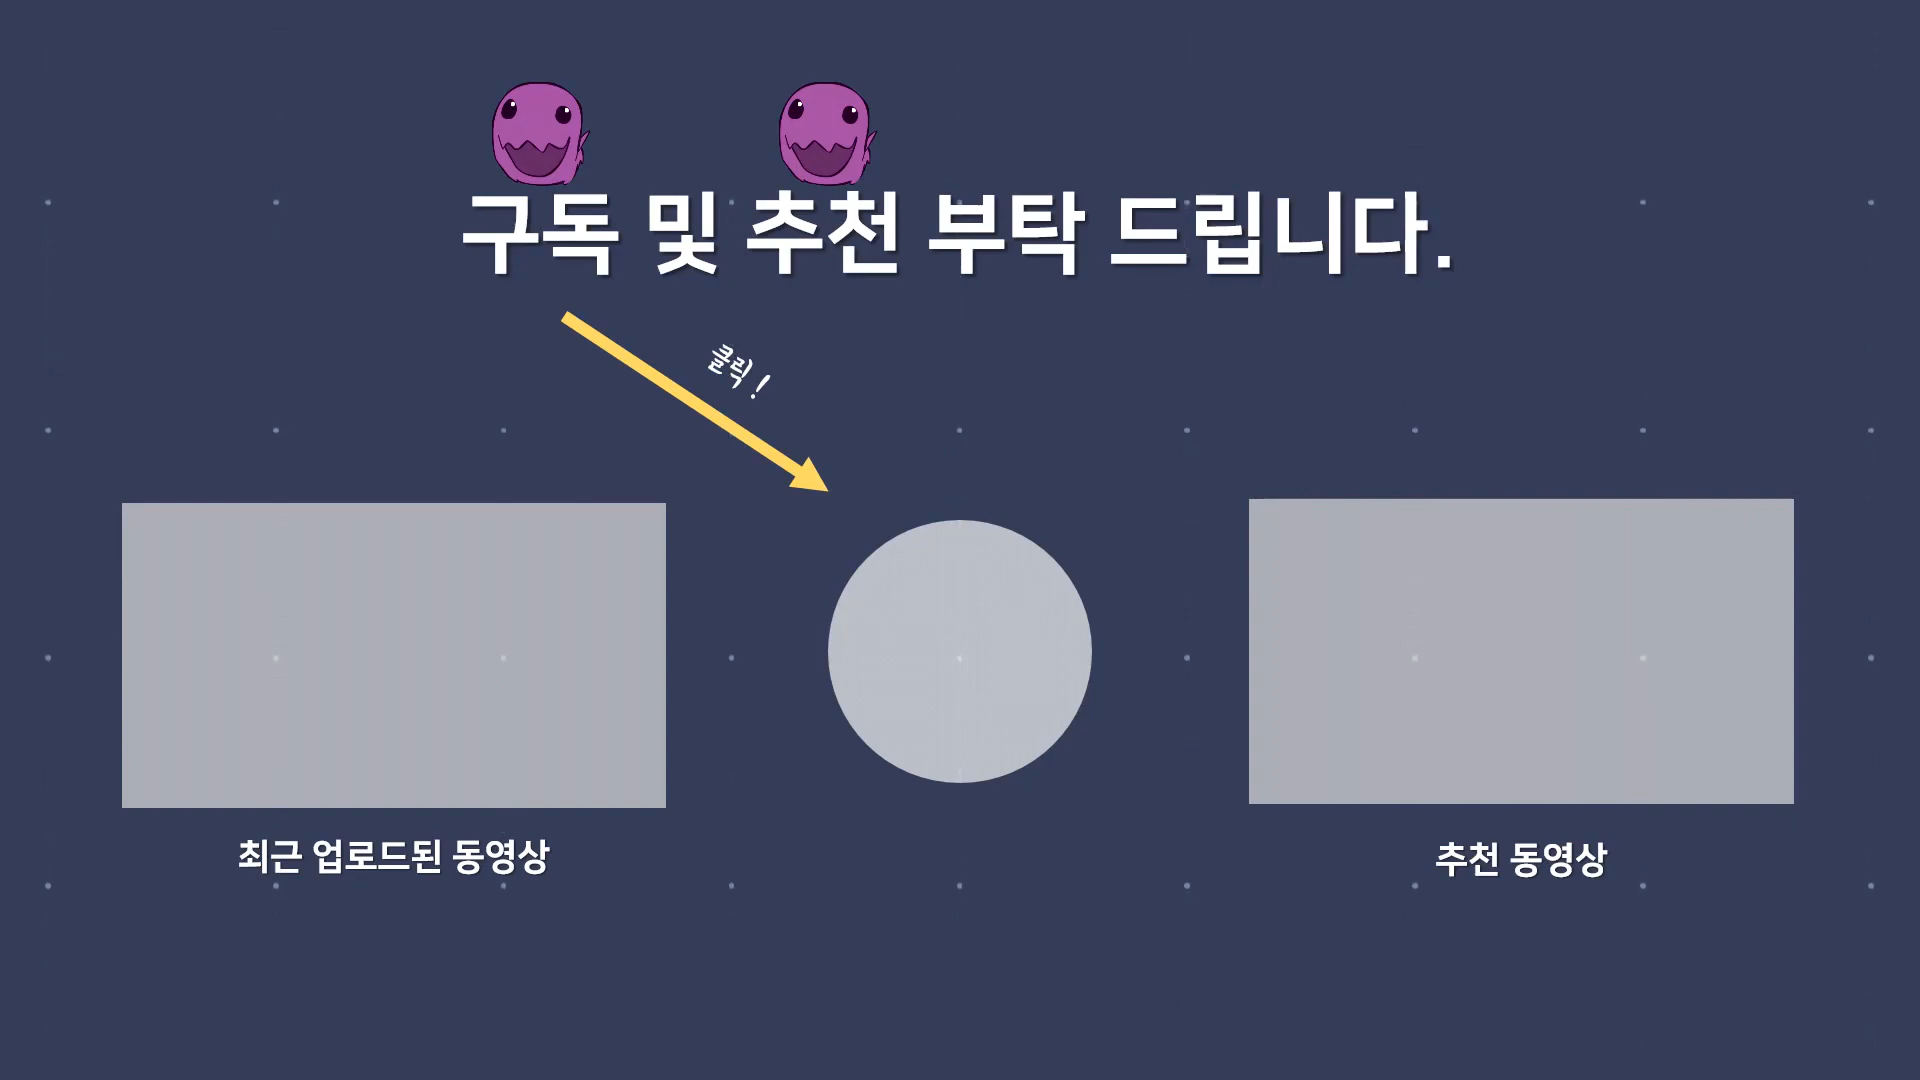 구독 및 추천 부탁 드립니다.
클릭!
최근 업로드된 동영상
추천 동영상